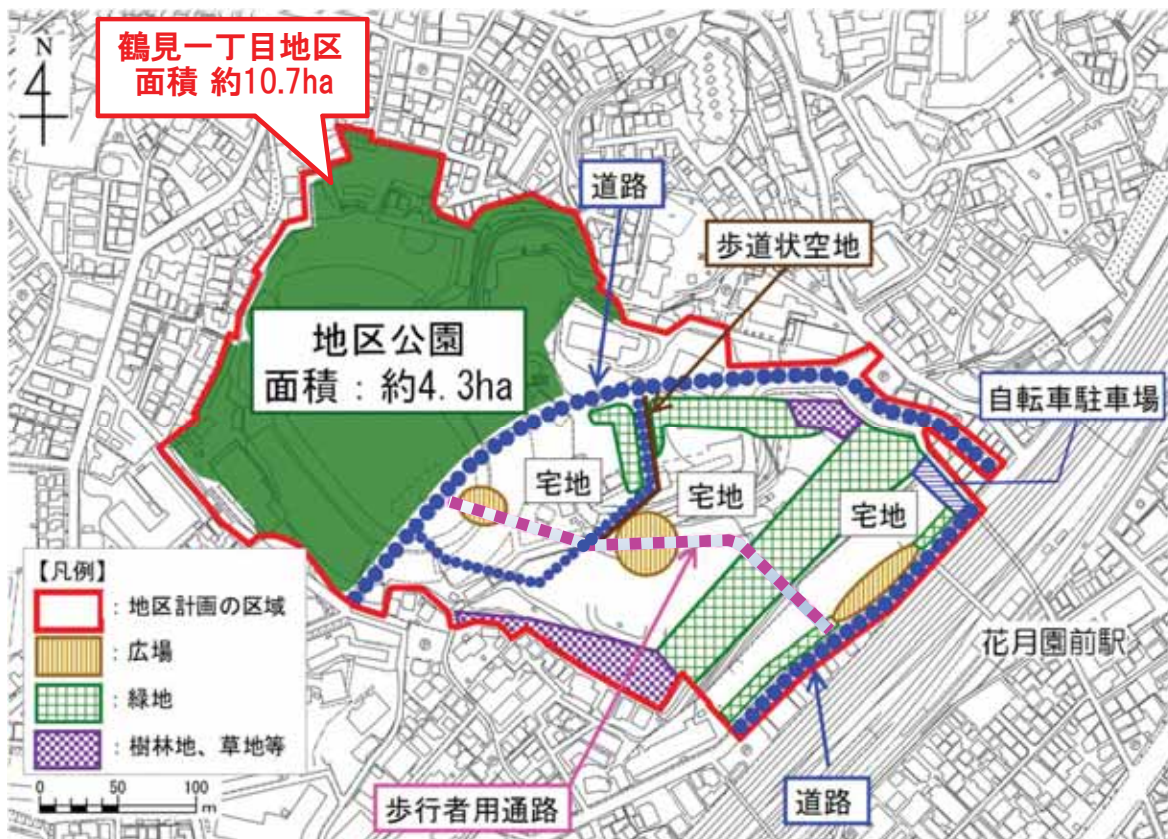 鶴見一丁目地区
面積 約10.7ha
N
道路
歩道状空地
地区公園
面積：約4.3ha
自転車駐車場
宅地
宅地
宅地
【凡例】
：地区計画の区域
：広場
：緑地
：樹林地、草地等
0 50 100
m
花月園前駅
歩行者用通路
道路